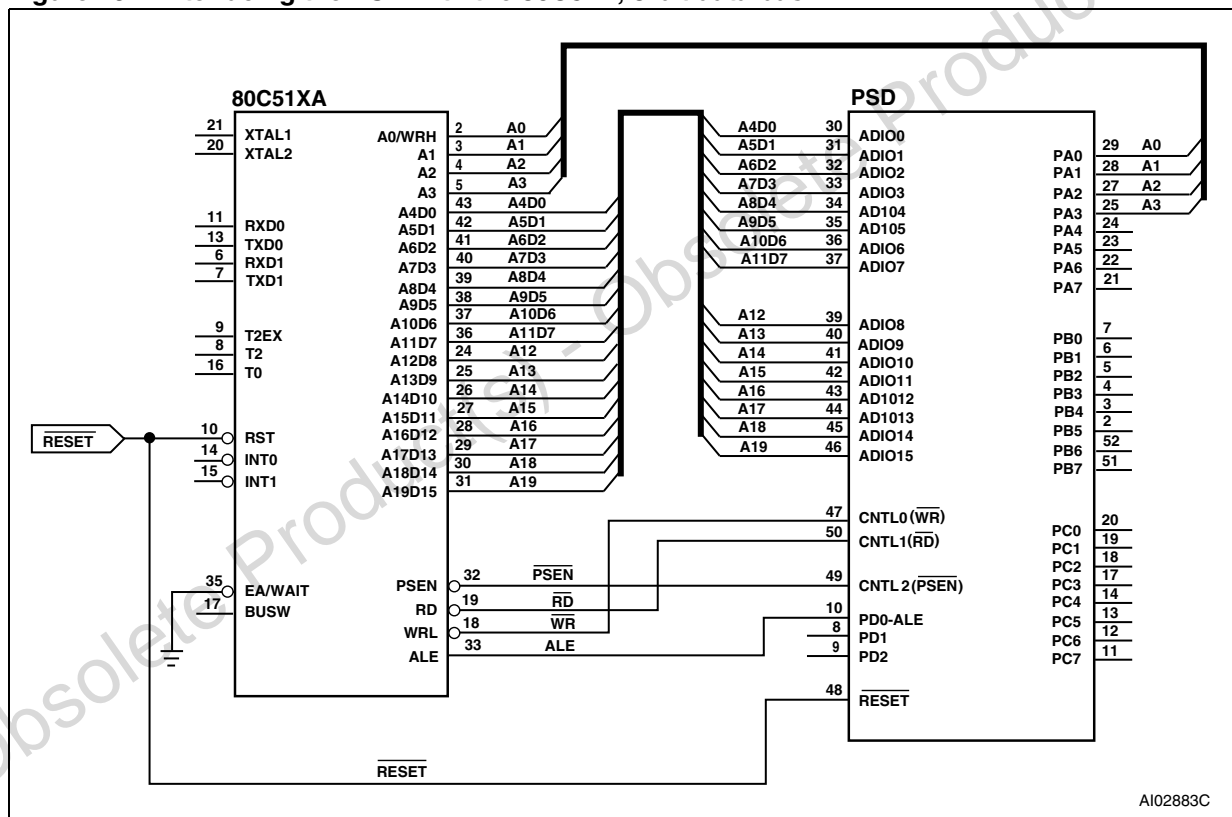 80C51XA
PSD
21 XTAL1
20 XTAL2
11 RXD0
13 TXD0
6 RXD1
7 TXD1
9 T2EX
8 T2
16 T0
RESET
10 RST
14 INT0
15 INT1
35 EA/WAIT
17 BUSW
A0/WRH 2 A0
A1 3 A1
A2 4 A2
A3 5 A3
A4D0 43 A4D0
A5D1 42 A5D1
A6D2 41 A6D2
A7D3 40 A7D3
A8D4 39 A8D4
A9D5 38 A9D5
A10D6 37 A10D6
A11D7 36 A11D7
A12D8 24 A12
A13D9 25 A13
A14D10 26 A14
A15D11 27 A15
A16D12 28 A16
A17D13 29 A17
A18D14 30 A18
A19D15 31 A19
PSEN 32 PSEN
RD 19 RD
WRL 18 WR
ALE 33 ALE
A4D0 30 ADIO0
A5D1 31 ADIO1
A6D2 32 ADIO2
A7D3 33 ADIO3
A8D4 34 AD104
A9D5 35 AD105
A10D6 36 ADIO6
A11D7 37 ADIO7
A12 39 ADIO8
A13 40 ADIO9
A14 41 ADIO10
A15 42 ADIO11
A16 43 AD1012
A17 44 AD1013
A18 45 ADIO14
A19 46 ADIO15
47 CNTL0(WR)
50 CNTL1(RD)
49 CNTL2(PSEN)
10 PD0-ALE
8 PD1
9 PD2
48 RESET
PA0 29 A0
PA1 28 A1
PA2 27 A2
PA3 25 A3
PA4 24
PA5 23
PA6 22
PA7 21
PB0 7
PB1 6
PB2 5
PB3 4
PB4 3
PB5 2
PB6 52
PB7 51
PC0 20
PC1 19
PC2 18
PC3 17
PC4 14
PC5 13
PC6 12
PC7 11
RESET
AI02883C
Obsolete Product(s) - Obsolete Produc